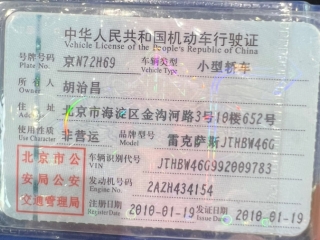 中华人民共和国机动车行驶证
Vehicle License of the People's Republic of China
号牌号码 京N72H69 车辆类型 小型轿车
Plate No. Vehicle Type
所有人 胡治昌
Owner
住址 北京市海淀区金沟河路3号10楼652号
Address
使用性质 非营运 品牌型号 雷克萨斯JTHBW46G
Use Character Model
北京市公
安局公安
交通管理局
车辆识别代号 JTHBW46G992009783
VIN
发动机号码 2AZH434154
Engine No.
注册日期 2010-01-19 发证日期 2010-01-19
Register Date Issue Date